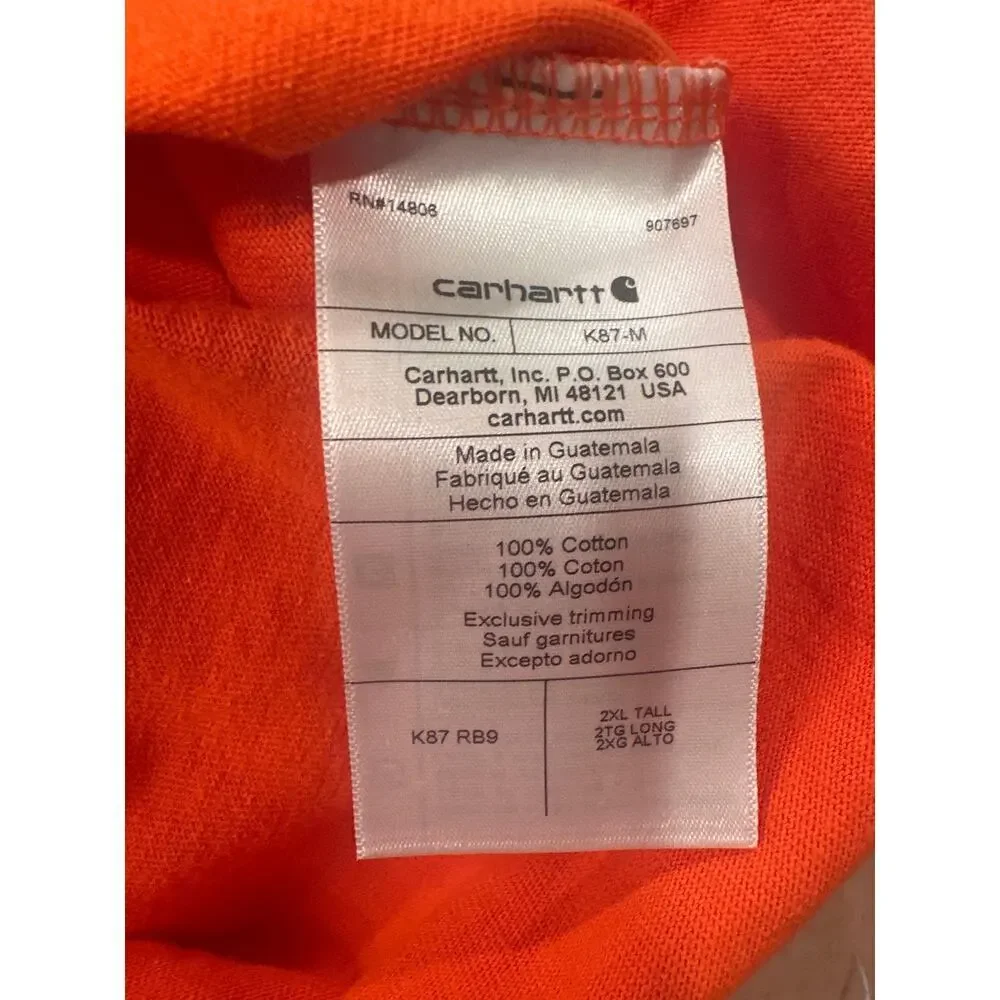 RN#14806
907697
carhartt
MODEL NO. K87-M
Carhartt, Inc. P.O. Box 600
Dearborn, MI 48121 USA
carhartt.com
Made in Guatemala
Fabriqué au Guatemala
Hecho en Guatemala
100% Cotton
100% Coton
100% Algodón
Exclusive trimming
Sauf garnitures
Excepto adorno
K87 RB9
2XL TALL
2TG LONG
2XG ALTO